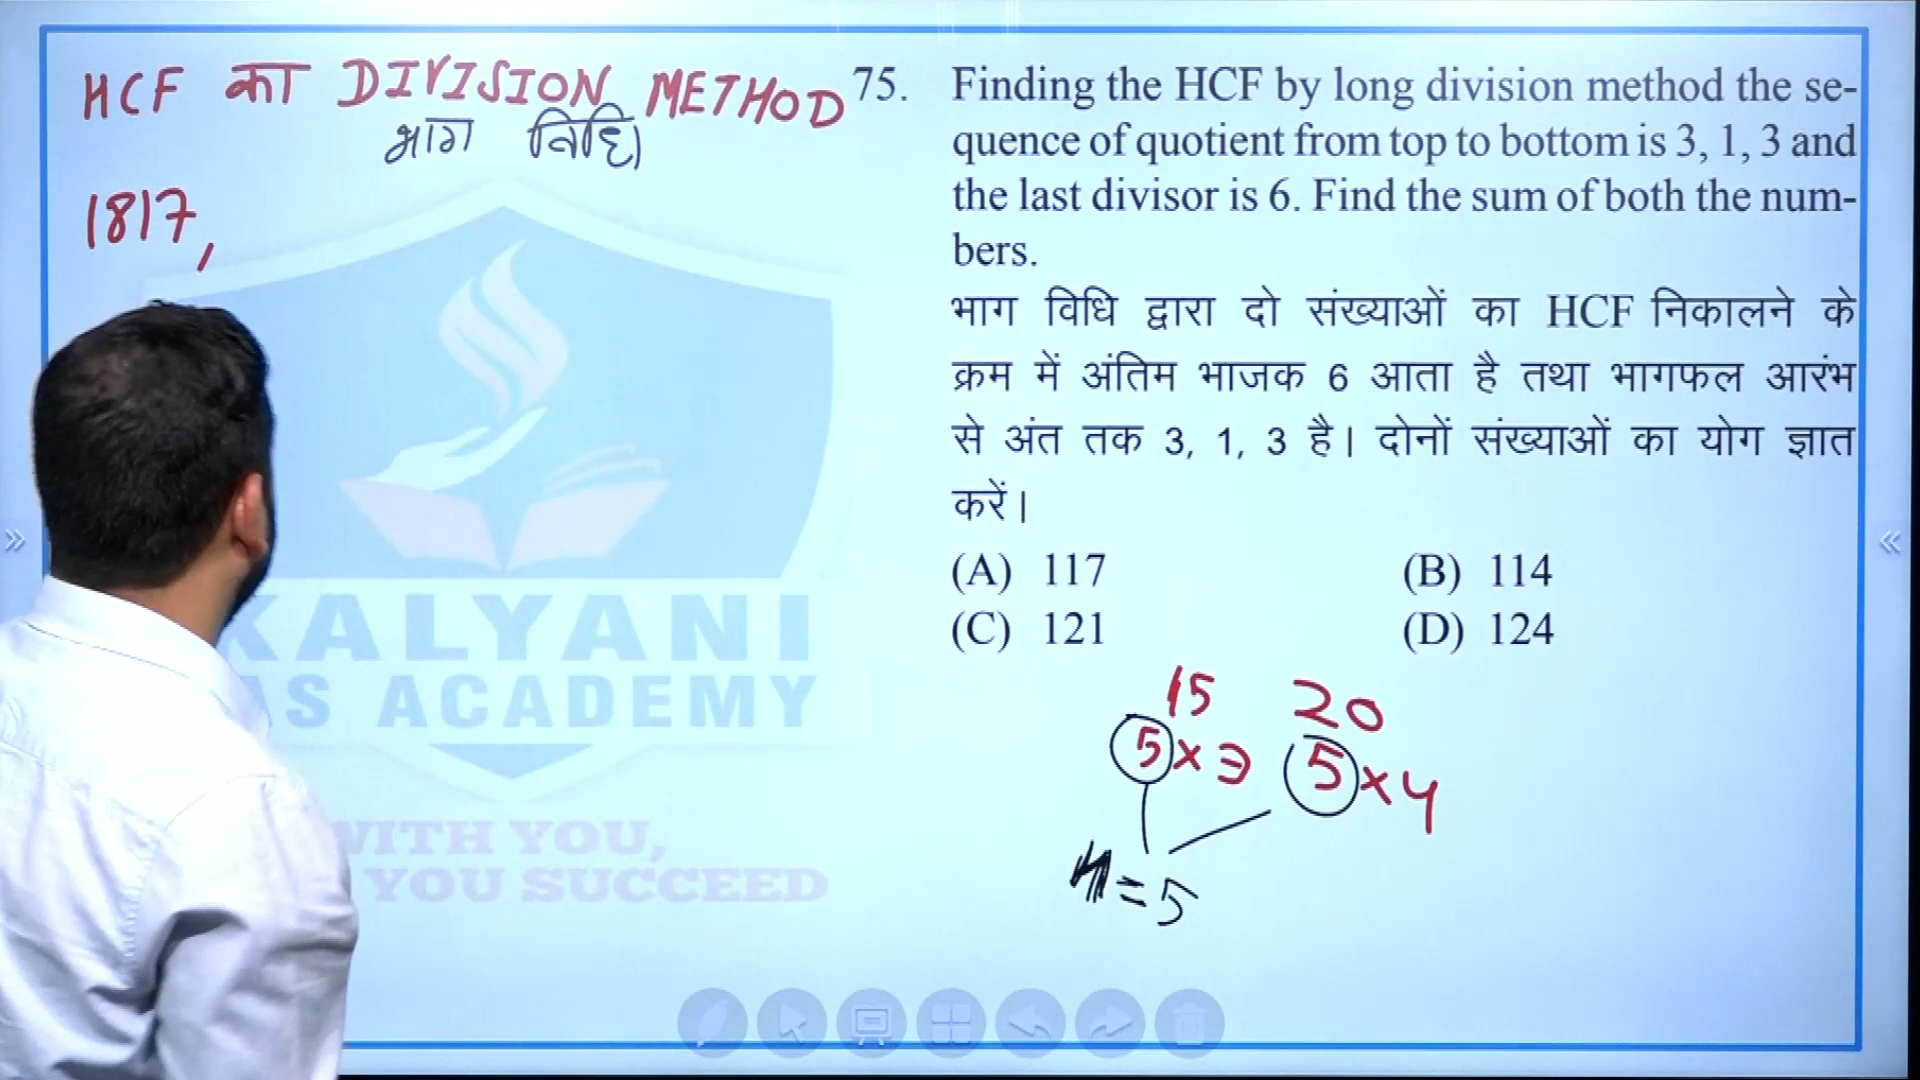 HCF का DIVISION METHOD
भाग विधि
1817,
75. Finding the HCF by long division method the se-
quence of quotient from top to bottom is 3, 1, 3 and
the last divisor is 6. Find the sum of both the num-
bers.
भाग विधि द्वारा दो संख्याओं का HCF निकालने के
क्रम में अंतिम भाजक 6 आता है तथा भागफल आरंभ
से अंत तक 3, 1, 3 है। दोनों संख्याओं का योग ज्ञात
करें।
(A) 117 (B) 114
(C) 121 (D) 124
15 20
5×3 5×4
= 5
KALYANI
AS ACADEMY
WITH YOU,
YOU SUCCEED